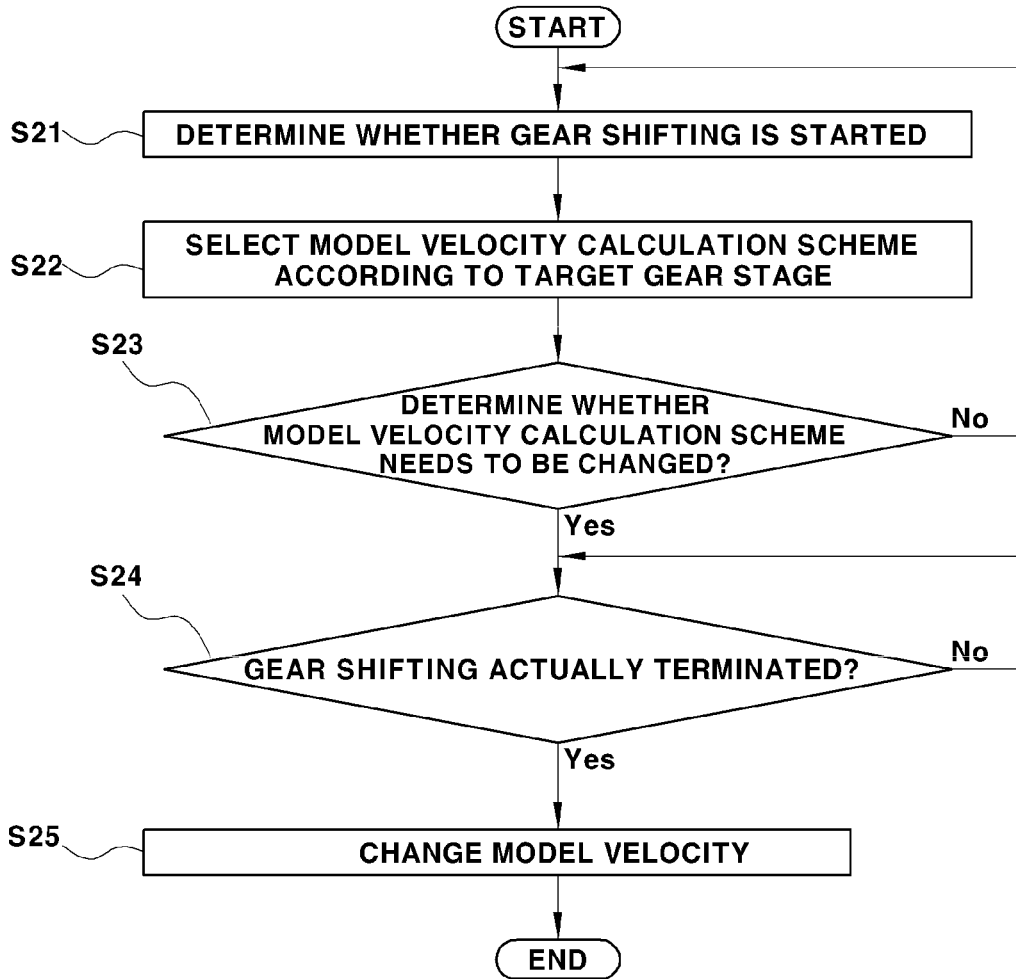 START
S21
DETERMINE WHETHER GEAR SHIFTING IS STARTED
S22
SELECT MODEL VELOCITY CALCULATION SCHEME
ACCORDING TO TARGET GEAR STAGE
S23
DETERMINE WHETHER
MODEL VELOCITY CALCULATION SCHEME
NEEDS TO BE CHANGED?
No
Yes
S24
GEAR SHIFTING ACTUALLY TERMINATED?
No
Yes
S25
CHANGE MODEL VELOCITY
END